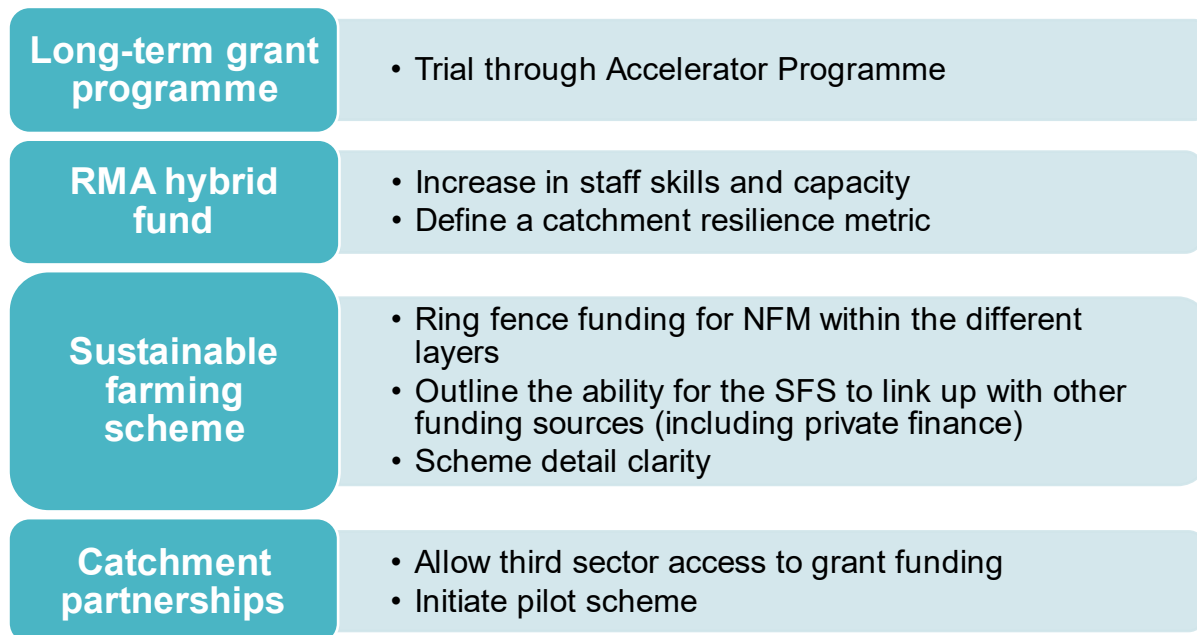 Long-term grant
programme
• Trial through Accelerator Programme
RMA hybrid
fund
• Increase in staff skills and capacity
• Define a catchment resilience metric
Sustainable
farming
scheme
• Ring fence funding for NFM within the different
layers
• Outline the ability for the SFS to link up with other
funding sources (including private finance)
• Scheme detail clarity
Catchment
partnerships
• Allow third sector access to grant funding
• Initiate pilot scheme